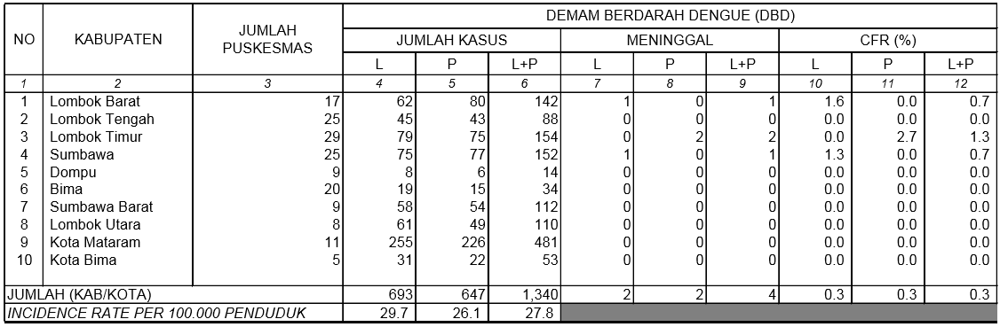 NO KABUPATEN JUMLAH PUSKESMAS DEMAM BERDARAH DENGUE (DBD)
JUMLAH KASUS MENINGGAL CFR (%)
L P L+P L P L+P L P L+P
1 2 3 4 5 6 7 8 9 10 11 12
1 Lombok Barat 17 62 80 142 1 0 1 1.6 0.0 0.7
2 Lombok Tengah 25 45 43 88 0 0 0 0.0 0.0 0.0
3 Lombok Timur 29 79 75 154 0 2 2 0.0 2.7 1.3
4 Sumbawa 25 75 77 152 1 0 1 1.3 0.0 0.7
5 Dompu 9 8 6 14 0 0 0 0.0 0.0 0.0
6 Bima 20 19 15 34 0 0 0 0.0 0.0 0.0
7 Sumbawa Barat 9 58 54 112 0 0 0 0.0 0.0 0.0
8 Lombok Utara 8 61 49 110 0 0 0 0.0 0.0 0.0
9 Kota Mataram 11 255 226 481 0 0 0 0.0 0.0 0.0
10 Kota Bima 5 31 22 53 0 0 0 0.0 0.0 0.0
JUMLAH (KAB/KOTA) 693 647 1,340 2 2 4 0.3 0.3 0.3
INCIDENCE RATE PER 100.000 PENDUDUK 29.7 26.1 27.8